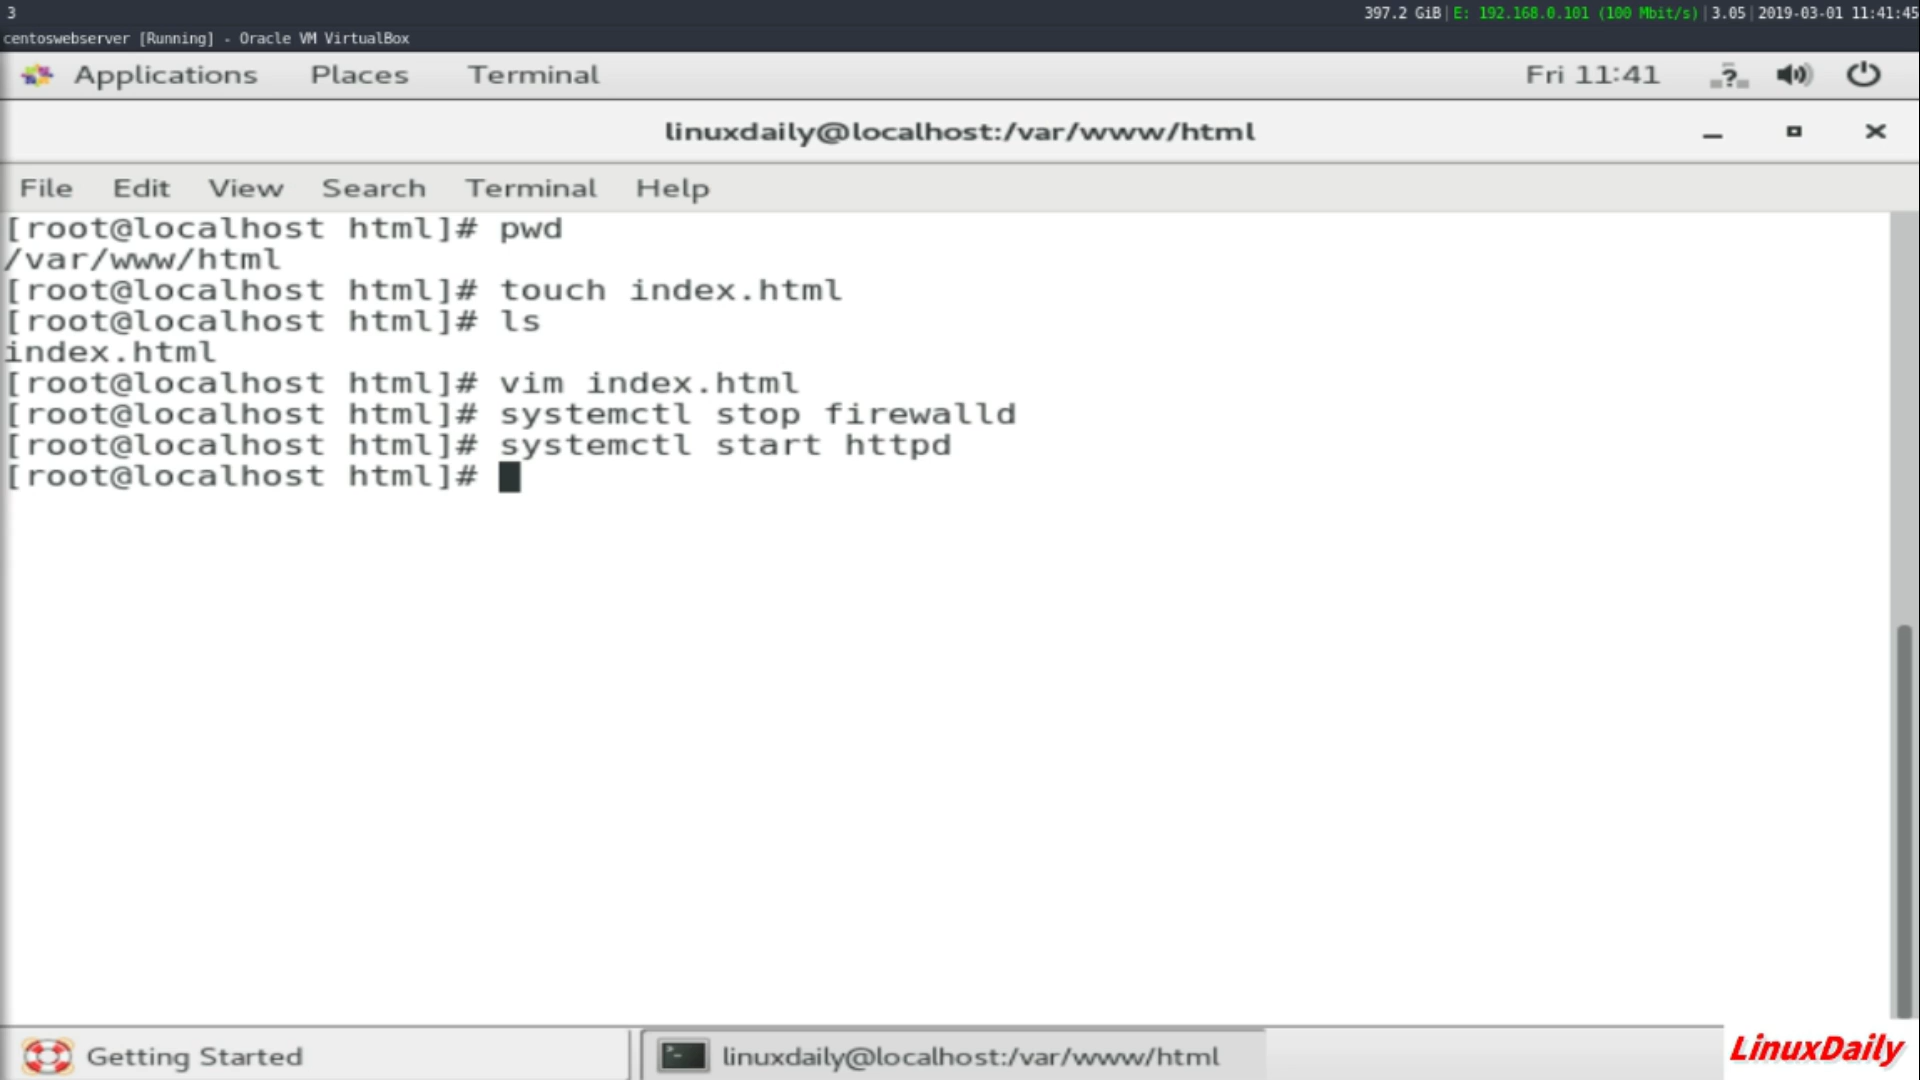 3
397.2 GiB|E: 192.168.0.101 (100 Mbit/s)|3.05|2019-03-01 11:41:45
centoswebserver [Running] - Oracle VM VirtualBox
Applications Places Terminal Fri 11:41
linuxdaily@localhost:/var/www/html
File Edit View Search Terminal Help
[root@localhost html]# pwd
/var/www/html
[root@localhost html]# touch index.html
[root@localhost html]# ls
index.html
[root@localhost html]# vim index.html
[root@localhost html]# systemctl stop firewalld
[root@localhost html]# systemctl start httpd
[root@localhost html]#
Getting Started
linuxdaily@localhost:/var/www/html
LinuxDaily